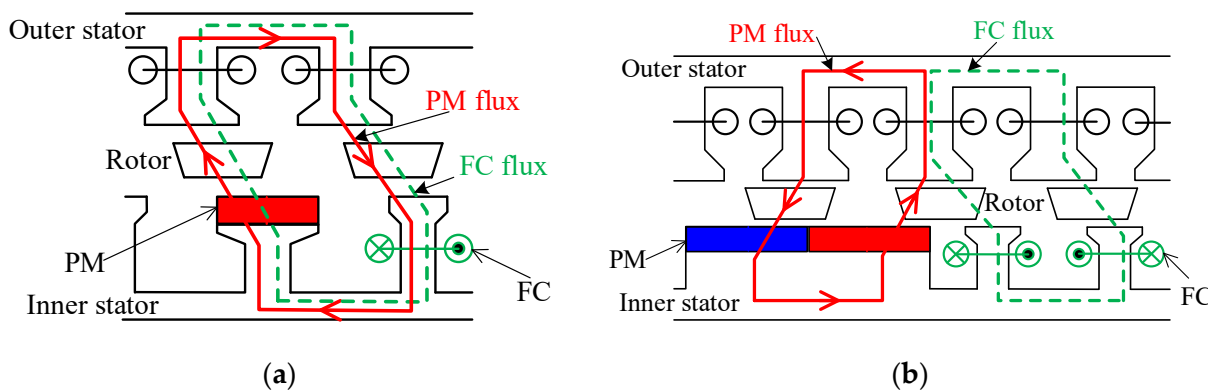 Outer stator
PM flux
Rotor
FC flux
PM
Inner stator
FC
(a)
FC flux
PM flux
Outer stator
Rotor
PM
Inner stator
FC
(b)